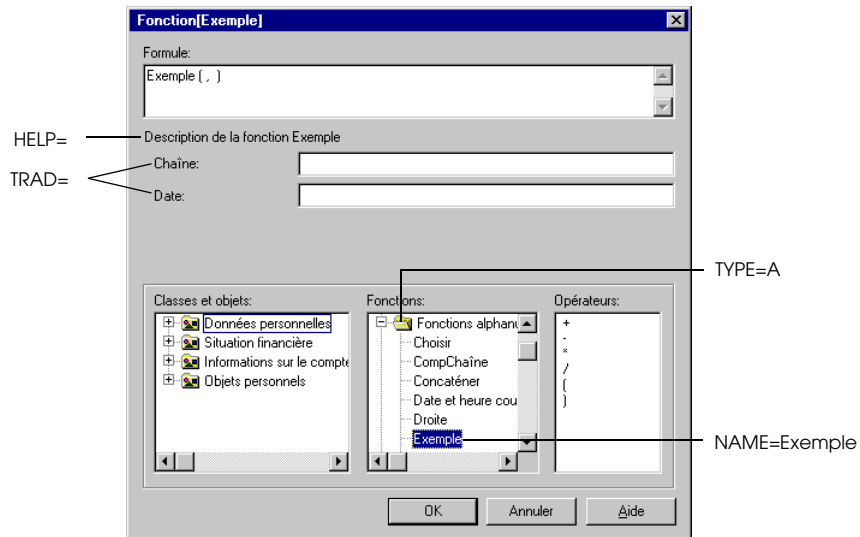 Fonction[Exemple]
Formule:
Exemple ( , )
HELP=
Description de la fonction Exemple
Chaîne:
TRAD=
Date:
TYPE=A
Classes et objets:
Fonctions:
Opérateurs:
Données personnelles
Situation financière
Informations sur le compte
Objets personnels
Fonctions alphanu
Choisir
CompChaîne
Concaténer
Date et heure cou
Droite
Exemple
+
-
*
/
(
)
NAME=Exemple
OK
Annuler
Aide